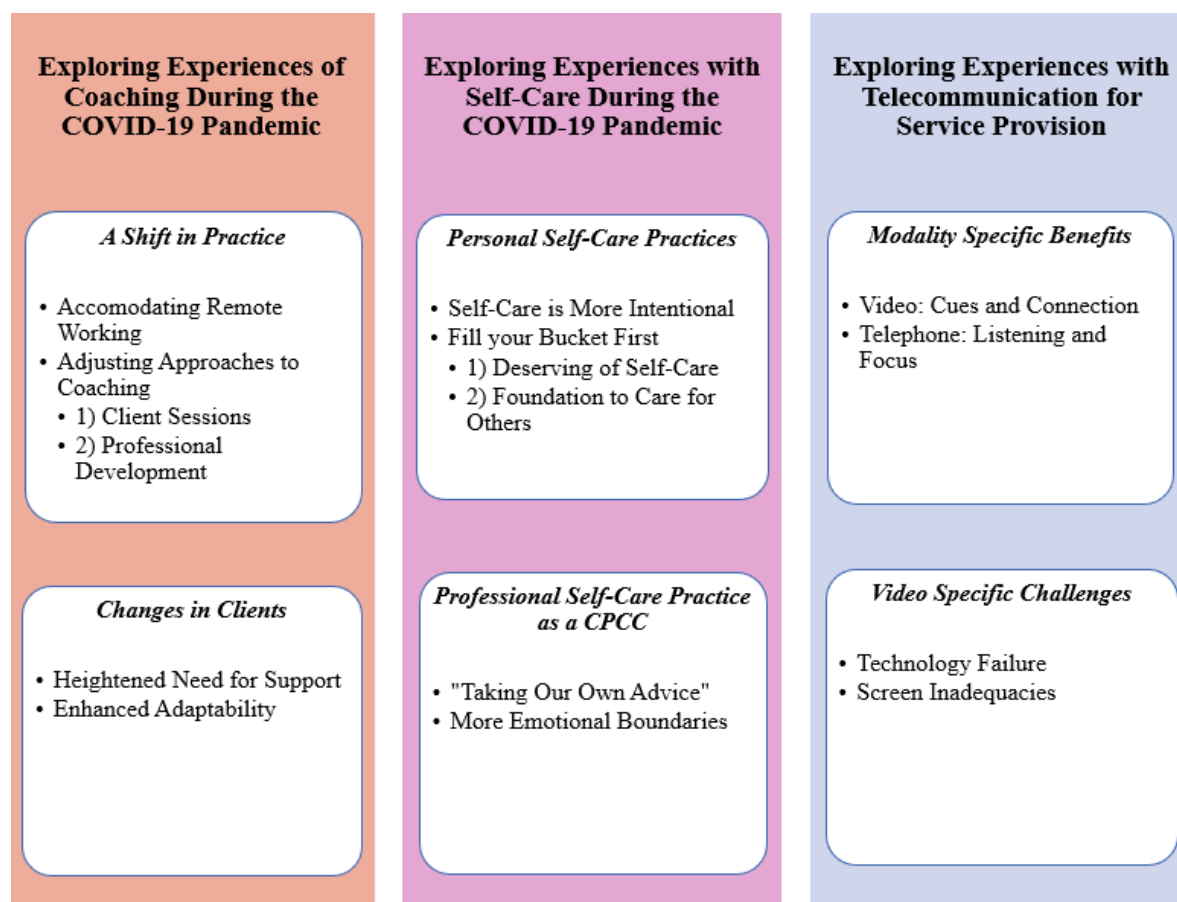 Exploring Experiences of
Coaching During the
COVID-19 Pandemic
A Shift in Practice
• Accomodating Remote
Working
• Adjusting Approaches to
Coaching
• 1) Client Sessions
• 2) Professional
Development
Changes in Clients
• Heightened Need for Support
• Enhanced Adaptability
Exploring Experiences with
Self-Care During the
COVID-19 Pandemic
Personal Self-Care Practices
• Self-Care is More Intentional
• Fill your Bucket First
• 1) Deserving of Self-Care
• 2) Foundation to Care for
Others
Professional Self-Care Practice
as a CPCC
• "Taking Our Own Advice"
• More Emotional Boundaries
Exploring Experiences with
Telecommunication for
Service Provision
Modality Specific Benefits
• Video: Cues and Connection
• Telephone: Listening and
Focus
Video Specific Challenges
• Technology Failure
• Screen Inadequacies